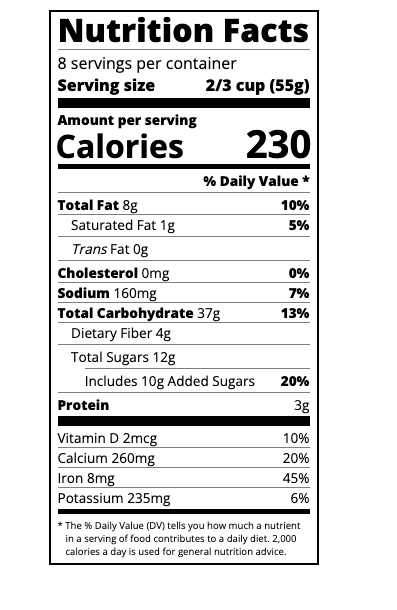 Nutrition Facts
8 servings per container
Serving size 2/3 cup (55g)
Amount per serving
Calories 230
% Daily Value *
Total Fat 8g 10%
Saturated Fat 1g 5%
Trans Fat 0g
Cholesterol 0mg 0%
Sodium 160mg 7%
Total Carbohydrate 37g 13%
Dietary Fiber 4g
Total Sugars 12g
Includes 10g Added Sugars 20%
Protein 3g
Vitamin D 2mcg 10%
Calcium 260mg 20%
Iron 8mg 45%
Potassium 235mg 6%
* The % Daily Value (DV) tells you how much a nutrient
in a serving of food contributes to a daily diet. 2,000
calories a day is used for general nutrition advice.